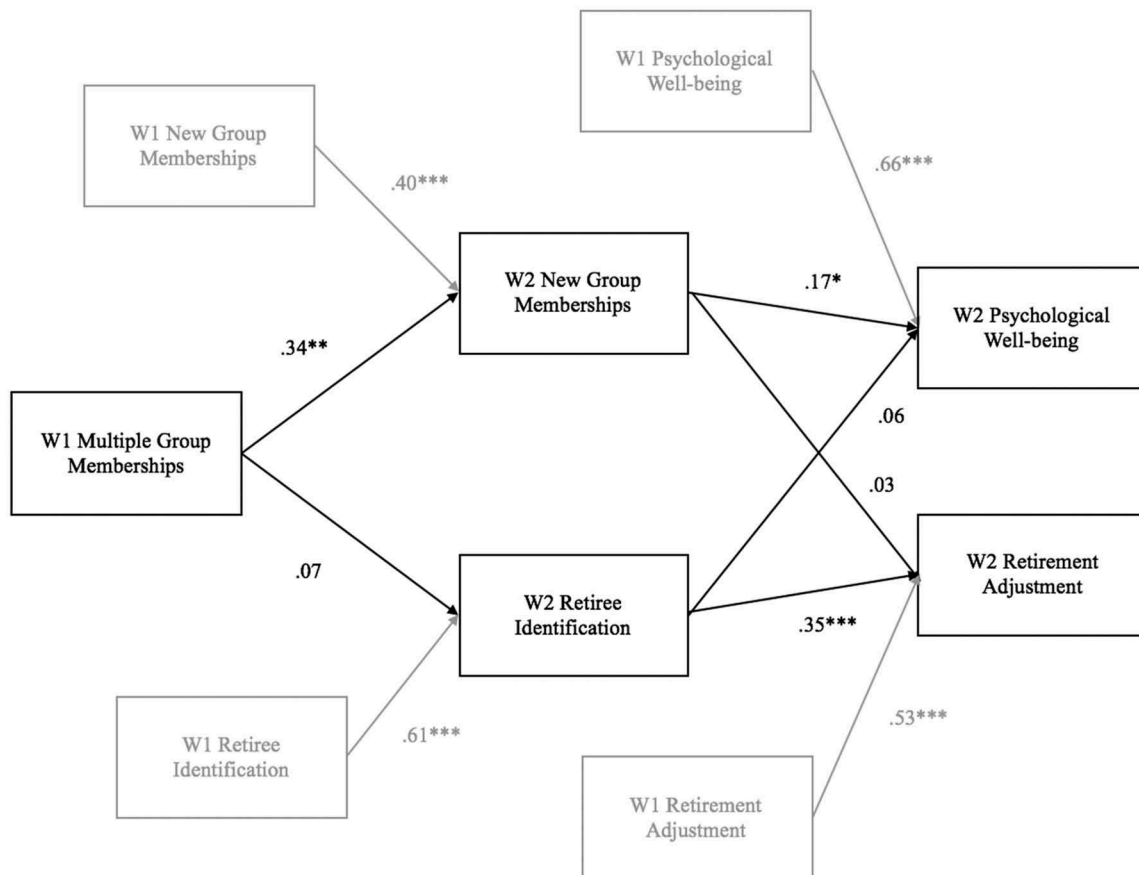 W1 Psychological
Well-being
W1 New Group
Memberships
.40***
.66***
W2 New Group
Memberships
.17*
W2 Psychological
Well-being
.34**
W1 Multiple Group
Memberships
.06
.03
.07
W2 Retiree
Identification
W2 Retirement
Adjustment
.35***
.61***
.53***
W1 Retiree
Identification
W1 Retirement
Adjustment